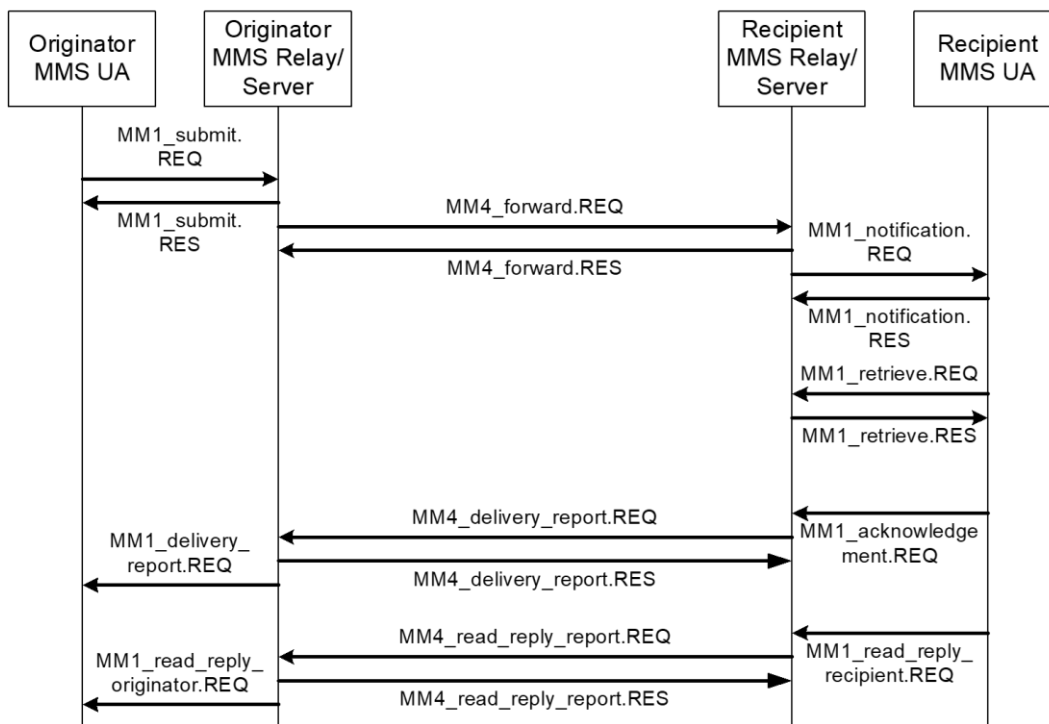 Originator
MMS UA
Originator
MMS Relay/
Server
Recipient
MMS Relay/
Server
Recipient
MMS UA
MM1_submit.
REQ
MM1_submit.
RES
MM4_forward.REQ
MM4_forward.RES
MM1_notification.
REQ
MM1_notification.
RES
MM1_retrieve.REQ
MM1_retrieve.RES
MM4_delivery_report.REQ
MM1_acknowledge
ment.REQ
MM1_delivery_
report.REQ
MM4_delivery_report.RES
MM4_read_reply_report.REQ
MM1_read_reply_
recipient.REQ
MM1_read_reply_
originator.REQ
MM4_read_reply_report.RES